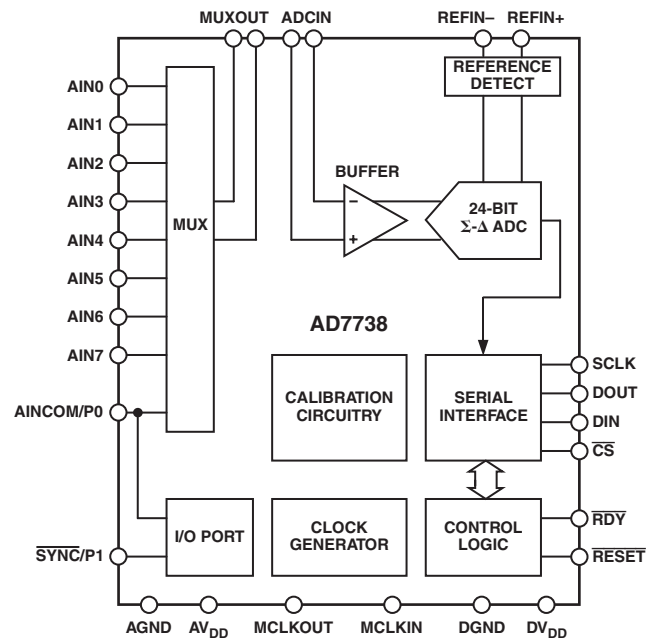 MUXOUT ADCIN REFIN– REFIN+
REFERENCE
DETECT
AIN0
AIN1
AIN2
AIN3
AIN4
AIN5
AIN6
AIN7
AINCOM/P0
SYNC/P1
MUX
BUFFER
–
+
24-BIT
Σ-Δ ADC
AD7738
CALIBRATION
CIRCUITRY
SERIAL
INTERFACE
SCLK
DOUT
DIN
CS
I/O PORT
CLOCK
GENERATOR
CONTROL
LOGIC
RDY
RESET
AGND AVDD MCLKOUT MCLKIN DGND DVDD